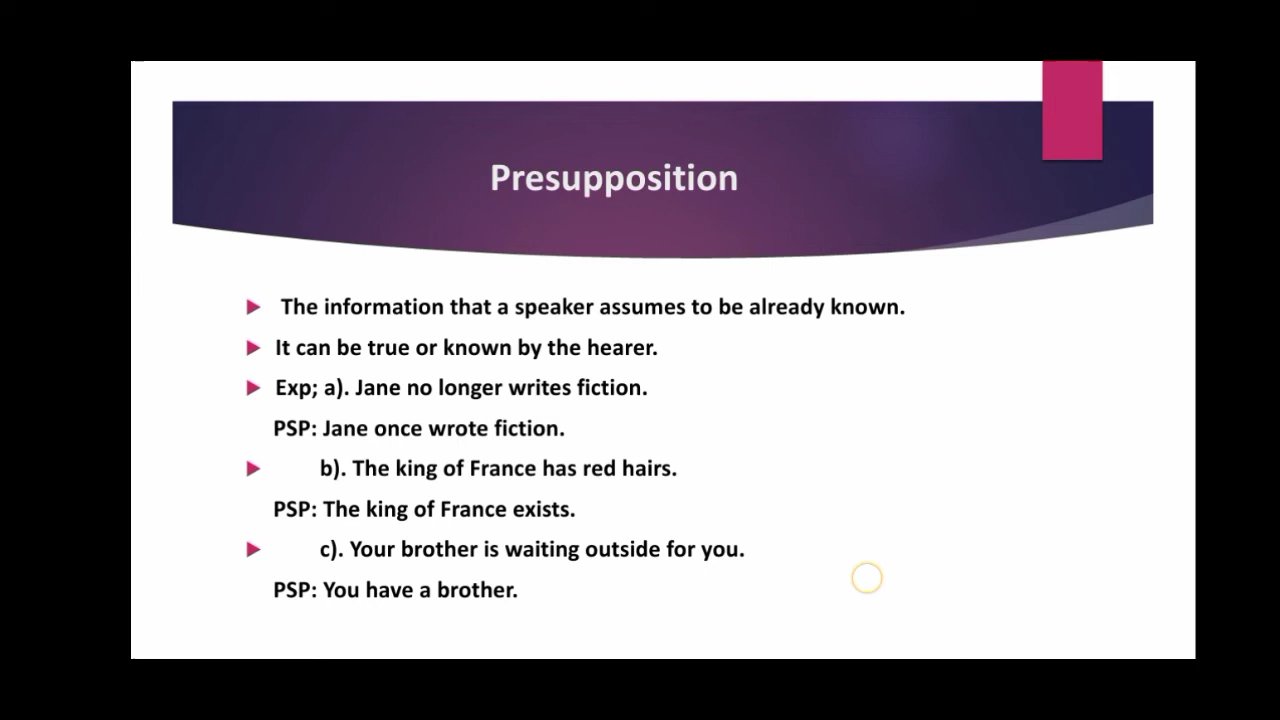 Presupposition
The information that a speaker assumes to be already known.
It can be true or known by the hearer.
Exp; a). Jane no longer writes fiction.
PSP: Jane once wrote fiction.
b). The king of France has red hairs.
PSP: The king of France exists.
c). Your brother is waiting outside for you.
PSP: You have a brother.